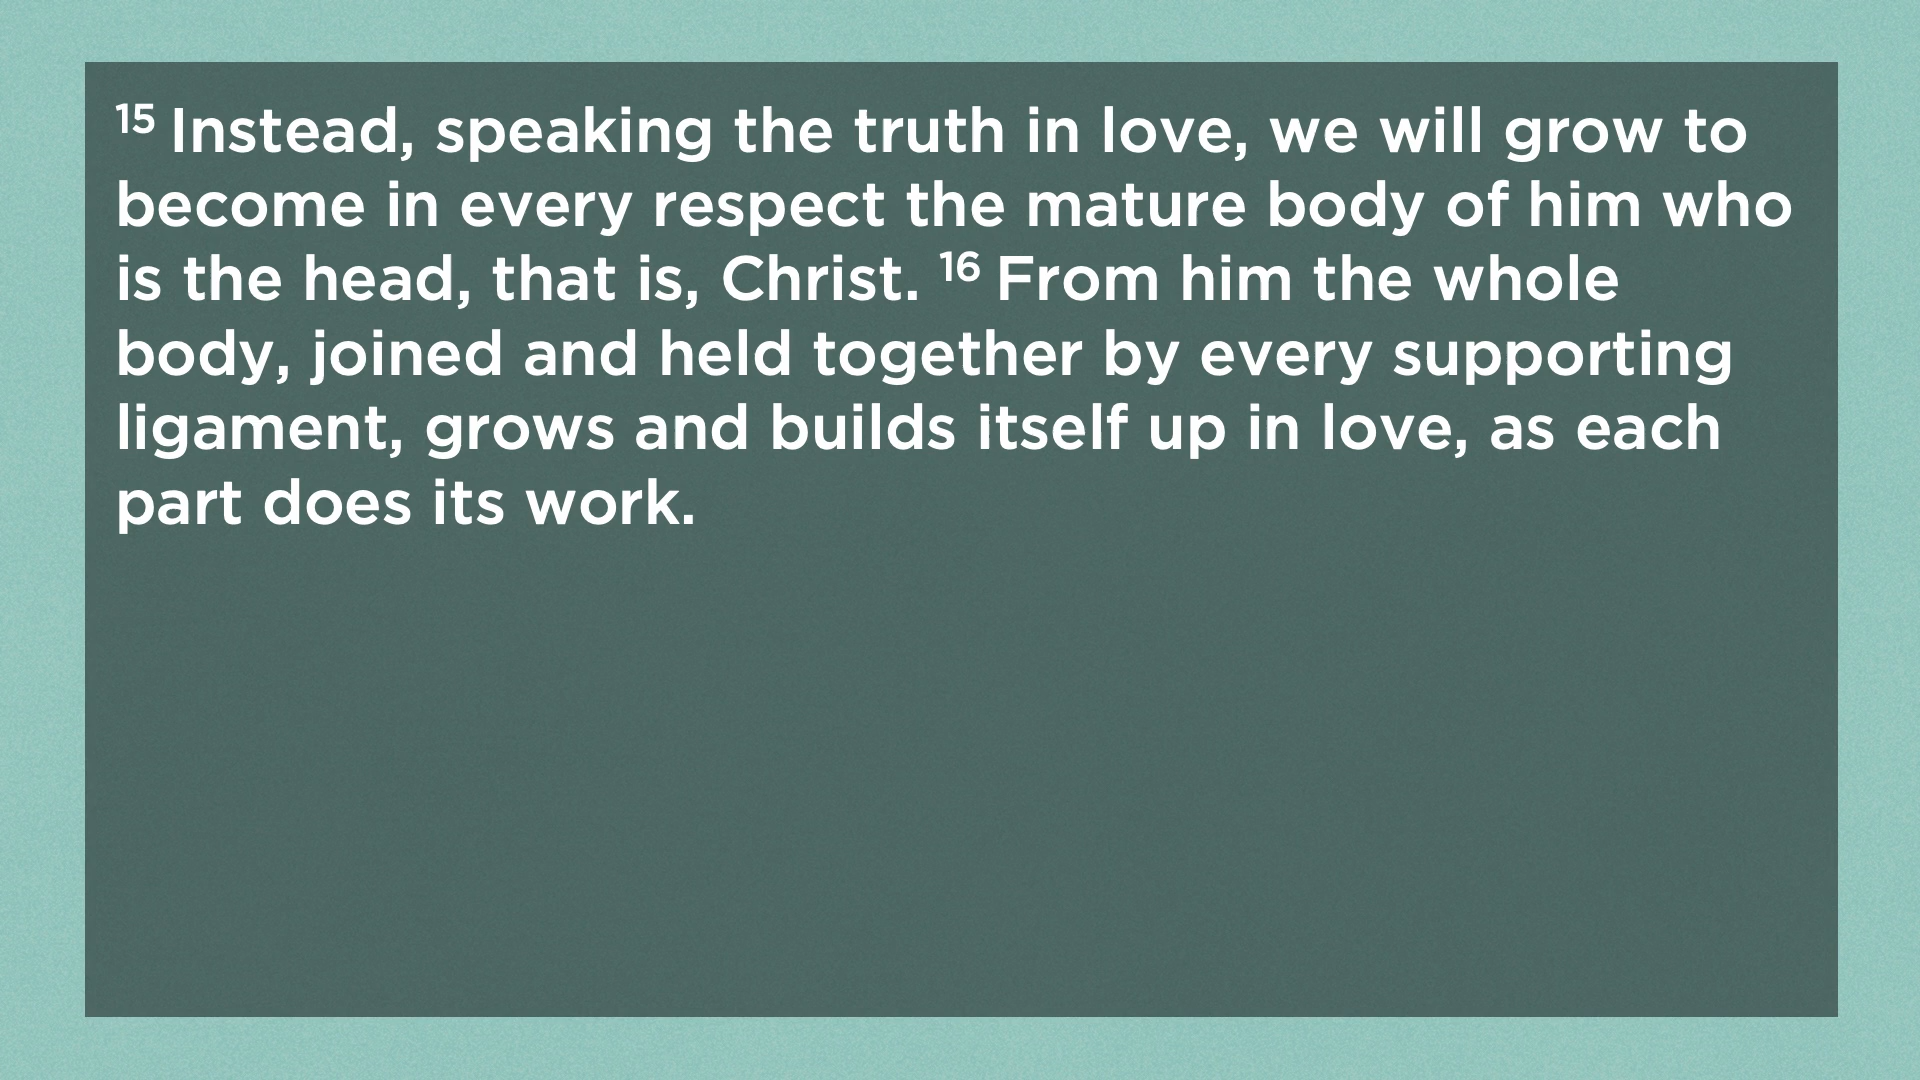 15 Instead, speaking the truth in love, we will grow to
become in every respect the mature body of him who
is the head, that is, Christ. 16 From him the whole
body, joined and held together by every supporting
ligament, grows and builds itself up in love, as each
part does its work.